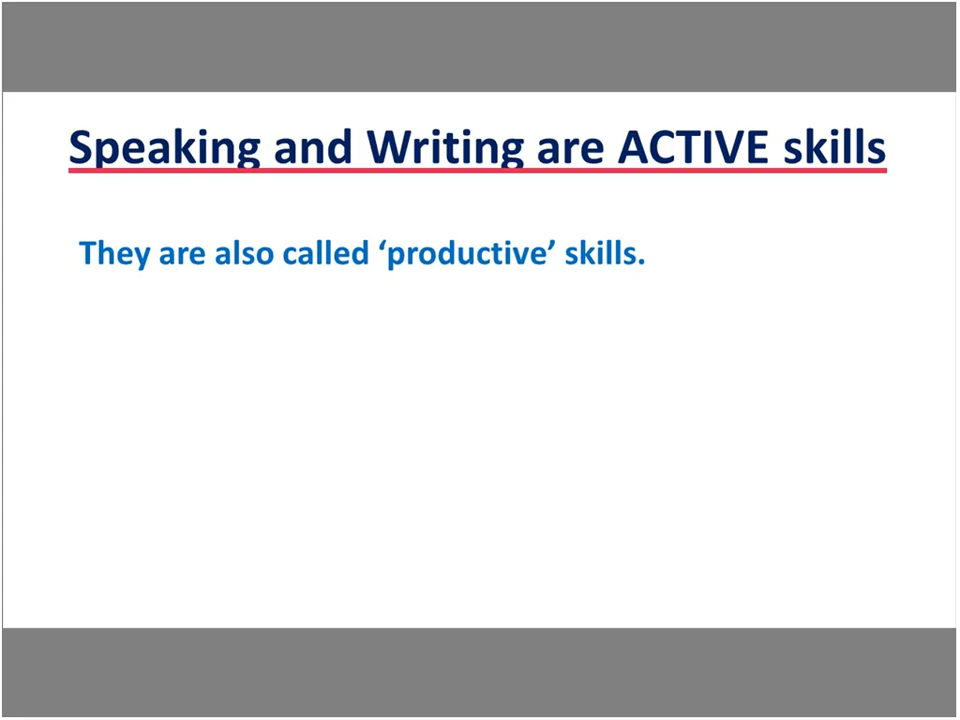 Speaking and Writing are ACTIVE skills
They are also called ‘productive’ skills.